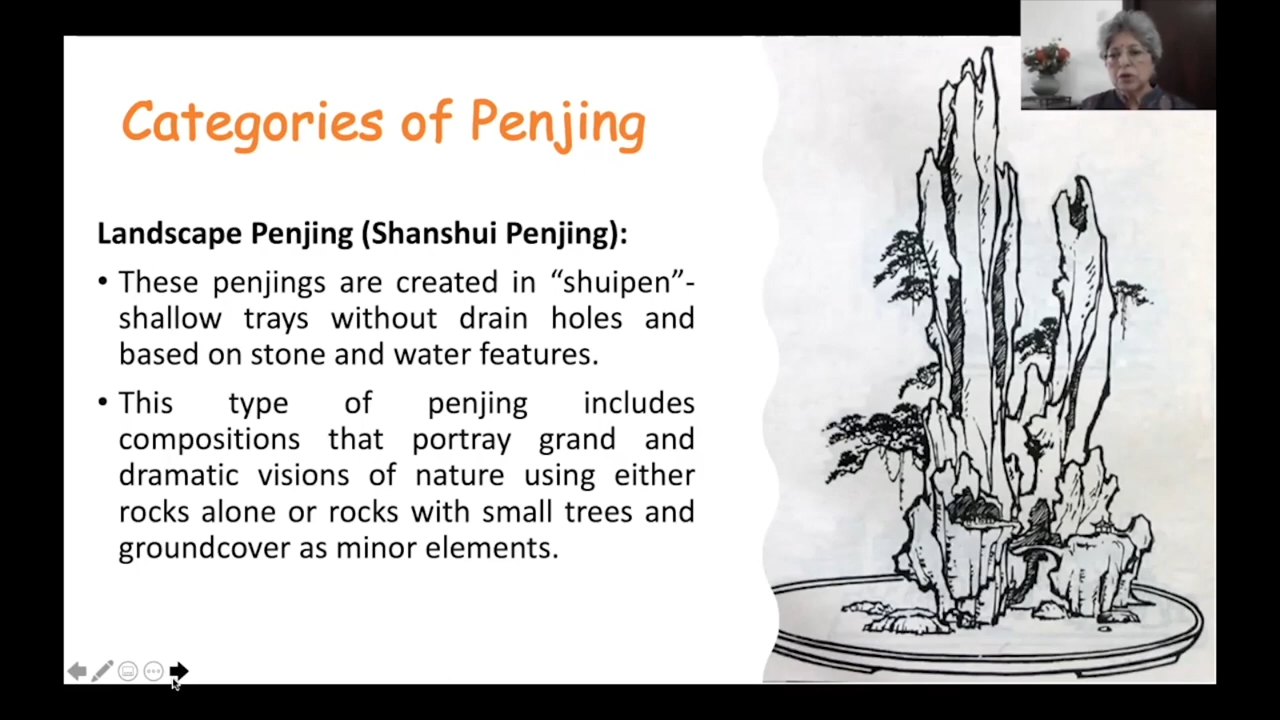 Categories of Penjing
Landscape Penjing (Shanshui Penjing):
• These penjings are created in “shuipen”-
shallow trays without drain holes and
based on stone and water features.
• This type of penjing includes
compositions that portray grand and
dramatic visions of nature using either
rocks alone or rocks with small trees and
groundcover as minor elements.